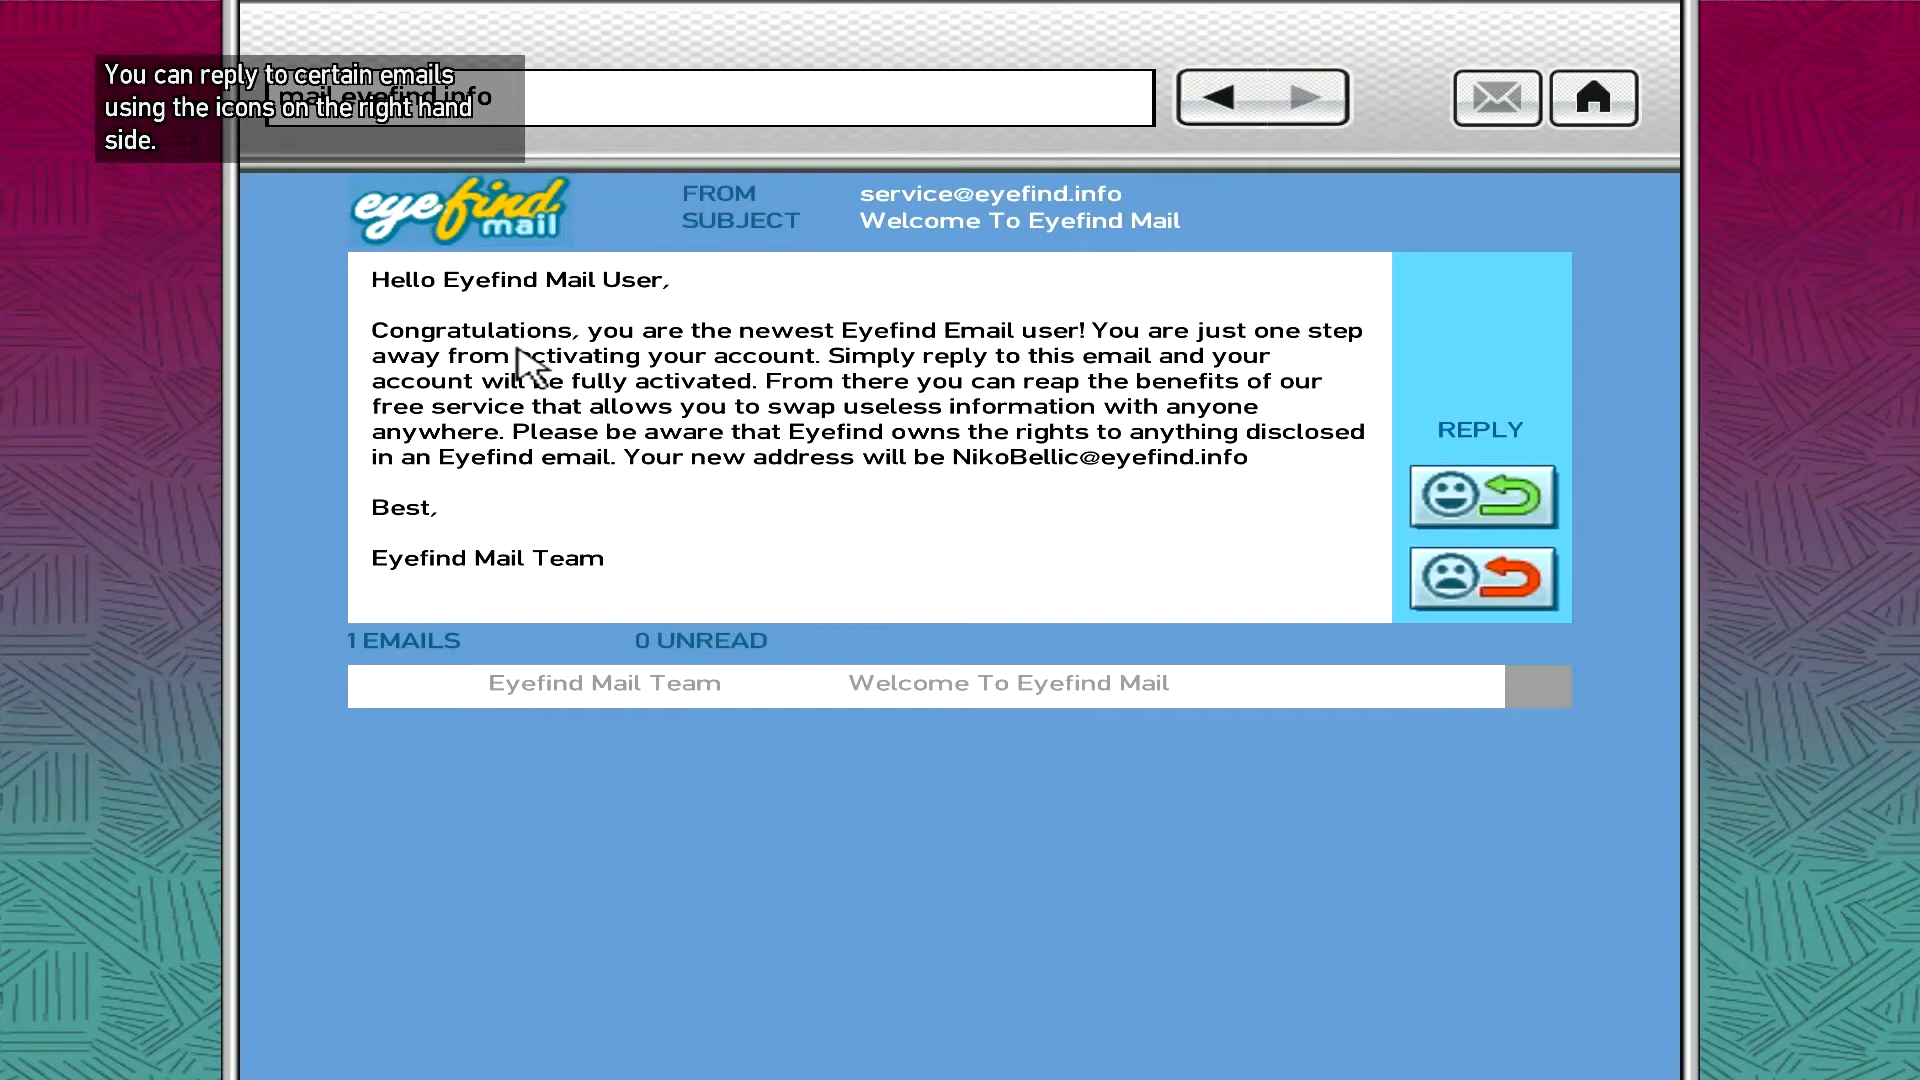 You can reply to certain emails
using the icons on the right hand
side.
mail.eyefind.info
eyefind
mail
FROM service@eyefind.info
SUBJECT Welcome To Eyefind Mail
Hello Eyefind Mail User,
Congratulations, you are the newest Eyefind Email user! You are just one step
away from activating your account. Simply reply to this email and your
account will be fully activated. From there you can reap the benefits of our
free service that allows you to swap useless information with anyone
anywhere. Please be aware that Eyefind owns the rights to anything disclosed
in an Eyefind email. Your new address will be NikoBellic@eyefind.info
Best,
Eyefind Mail Team
REPLY
1 EMAILS 0 UNREAD
Eyefind Mail Team Welcome To Eyefind Mail